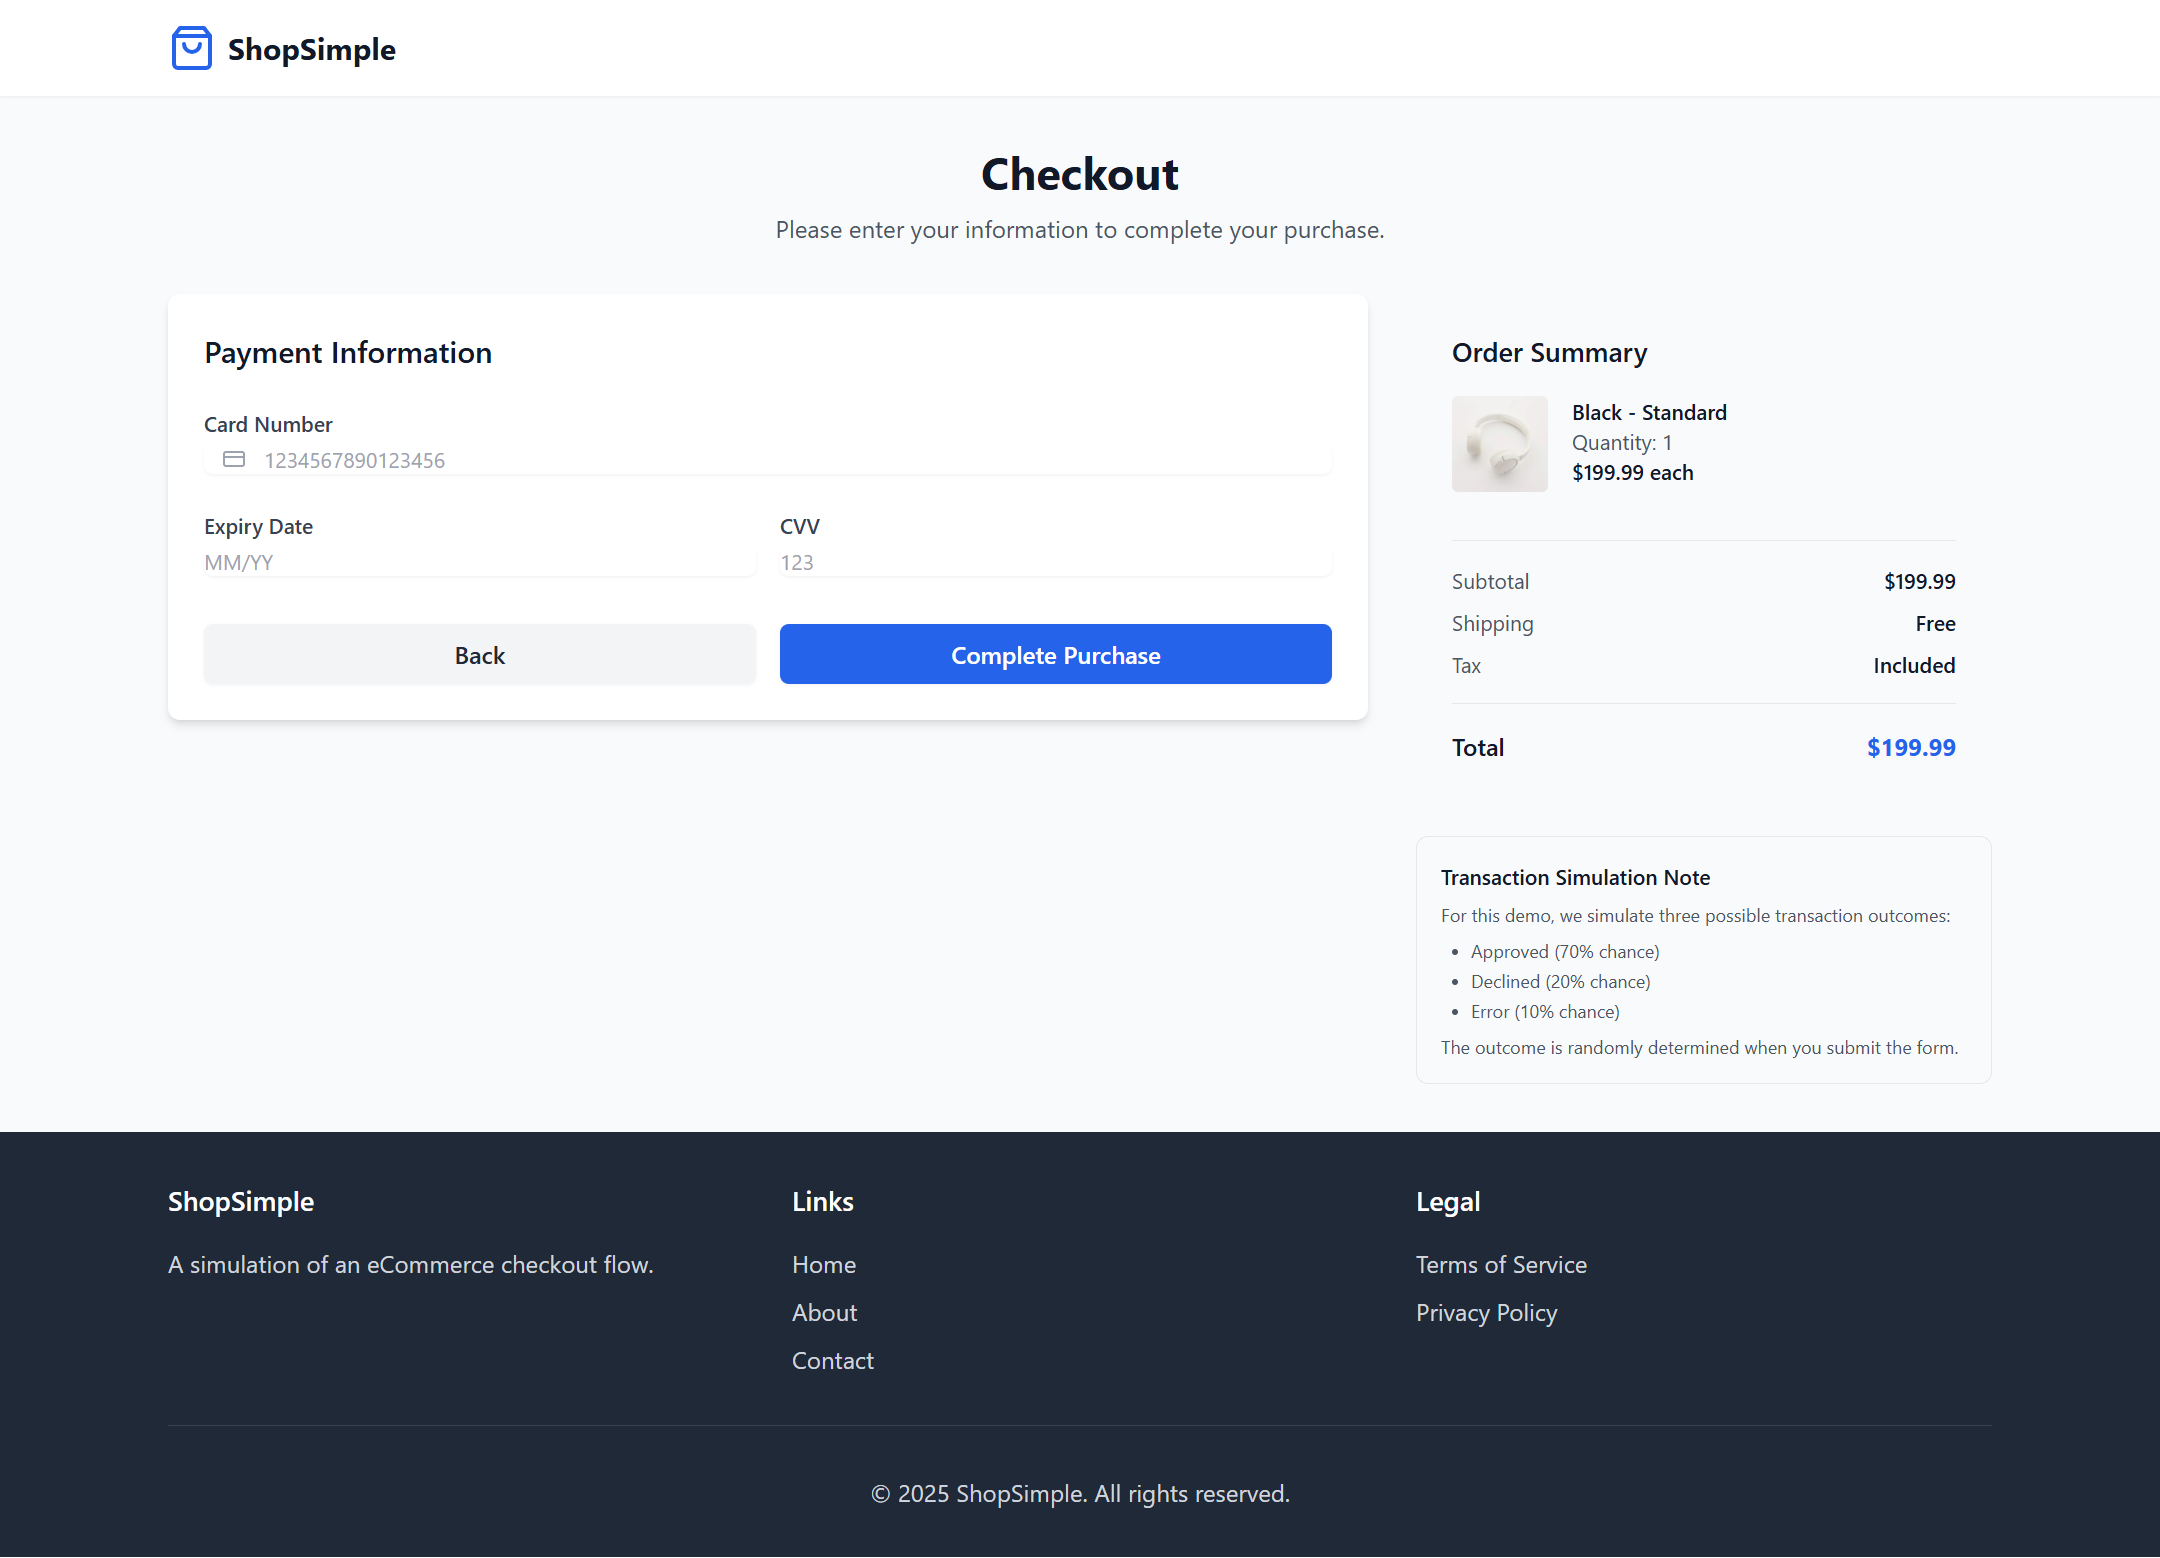 ShopSimple
Checkout
Please enter your information to complete your purchase.
Payment Information
Card Number
1234567890123456
Expiry Date
MM/YY
CVV
123
Back
Complete Purchase
Order Summary
Black - Standard
Quantity: 1
$199.99 each
Subtotal $199.99
Shipping Free
Tax Included
Total $199.99
Transaction Simulation Note
For this demo, we simulate three possible transaction outcomes:
• Approved (70% chance)
• Declined (20% chance)
• Error (10% chance)
The outcome is randomly determined when you submit the form.
ShopSimple
A simulation of an eCommerce checkout flow.
Links
Home
About
Contact
Legal
Terms of Service
Privacy Policy
© 2025 ShopSimple. All rights reserved.